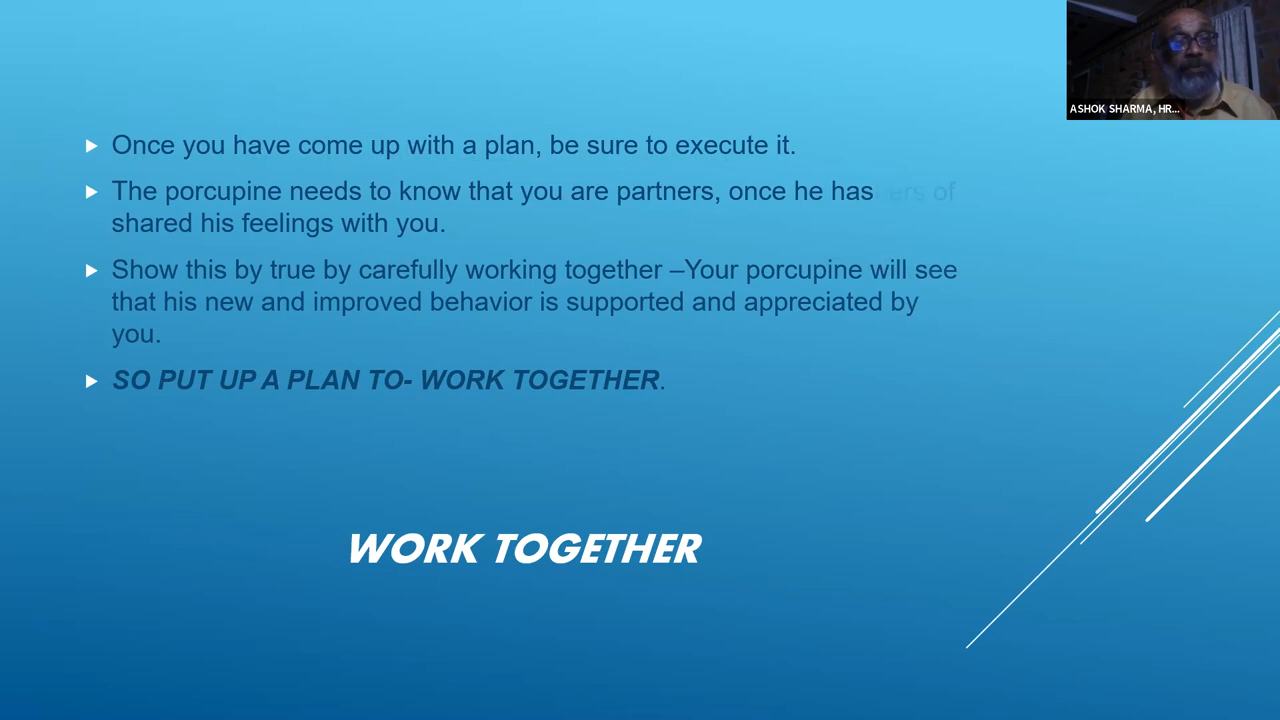 ASHOK SHARMA, HR...
Once you have come up with a plan, be sure to execute it.
The porcupine needs to know that you are partners, once he has
shared his feelings with you.
Show this by true by carefully working together –Your porcupine will see
that his new and improved behavior is supported and appreciated by
you.
SO PUT UP A PLAN TO- WORK TOGETHER.
WORK TOGETHER